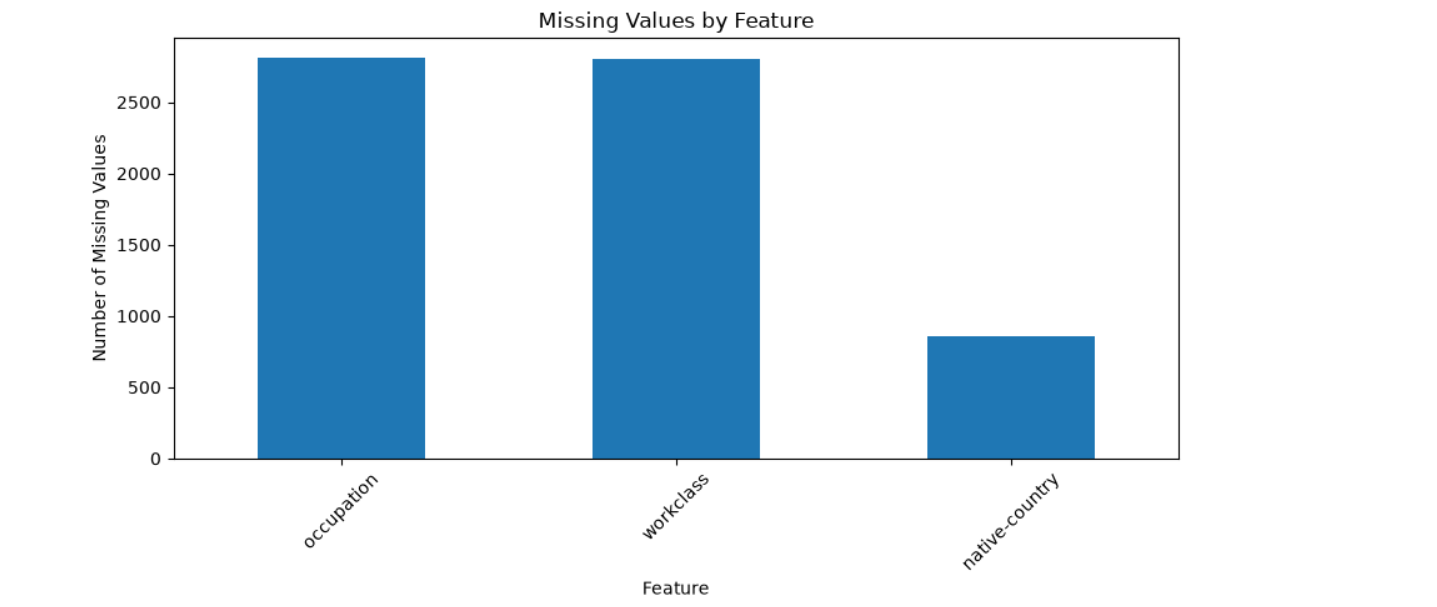 Missing Values by Feature
Number of Missing Values
2500
2000
1500
1000
500
0
occupation
workclass
native-country
Feature